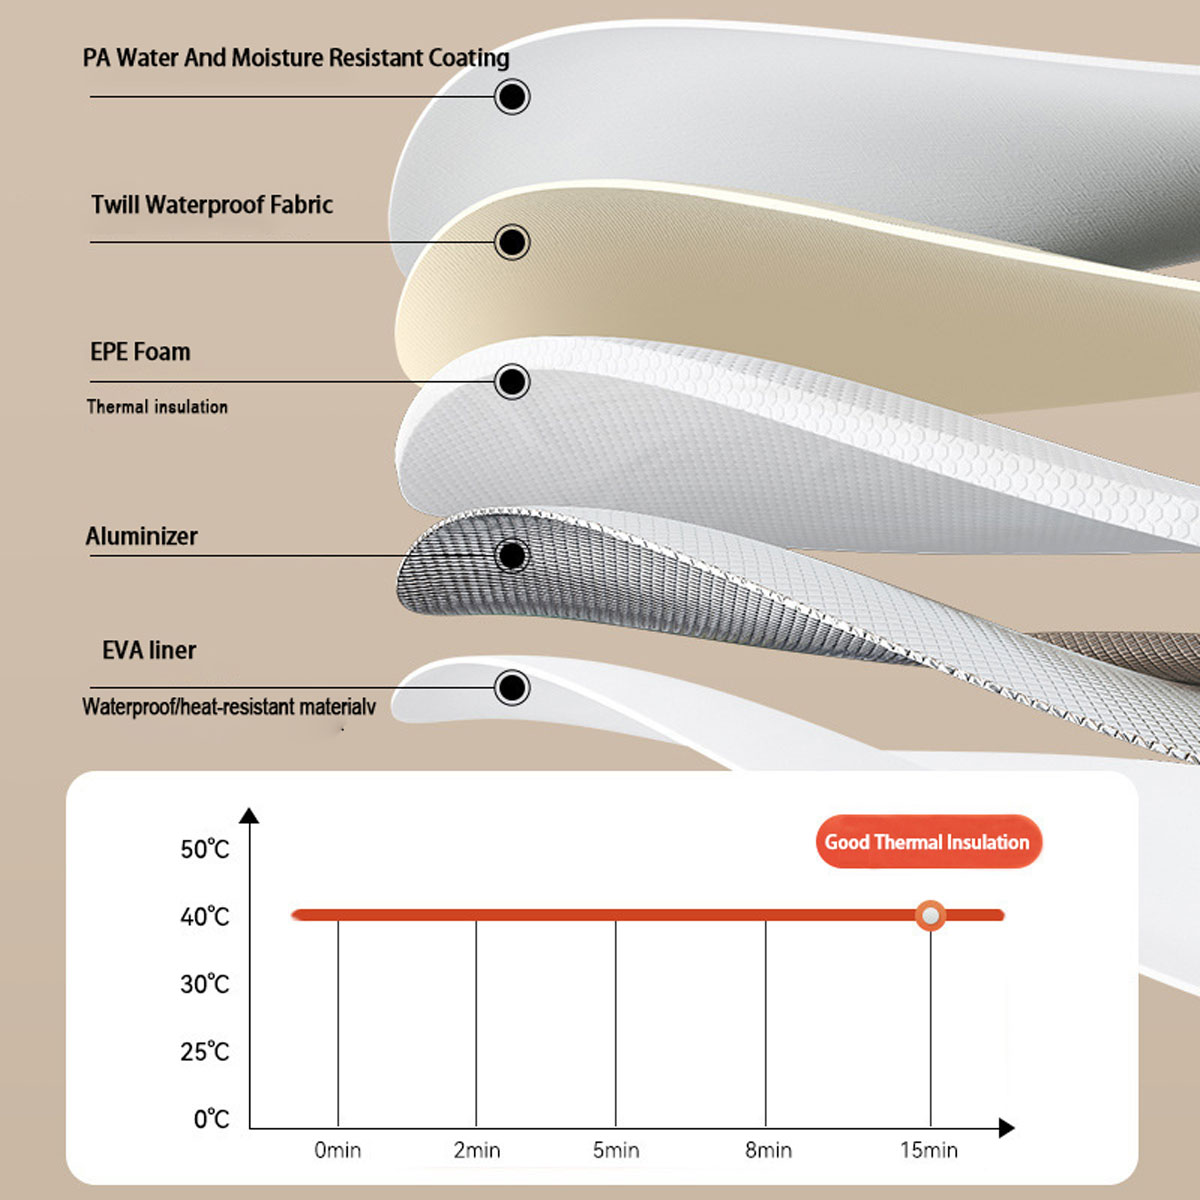 PA Water And Moisture Resistant Coating
Twill Waterproof Fabric
EPE Foam
Thermal insulation
Aluminizer
EVA liner
Waterproof/heat-resistant materialv
Good Thermal Insulation
50℃
40℃
30℃
25℃
0℃
0min 2min 5min 8min 15min